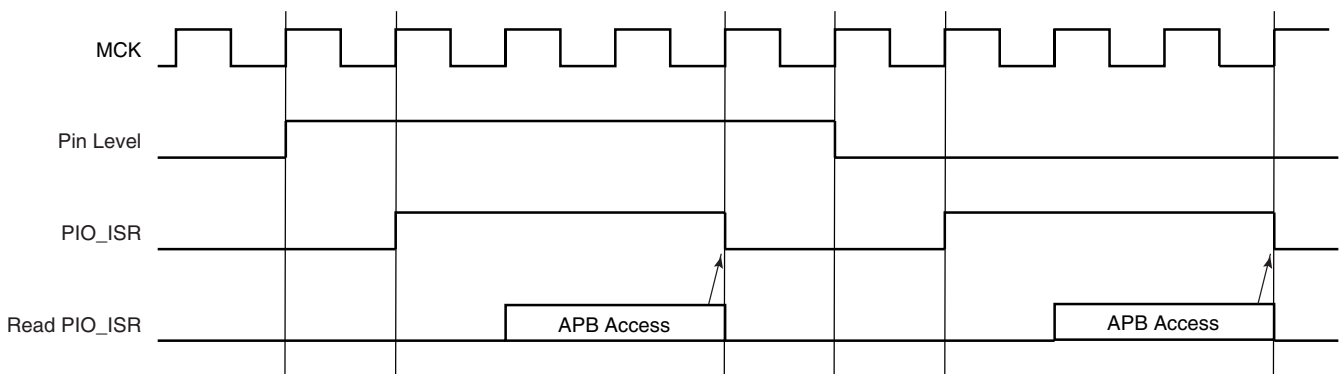 MCK
Pin Level
PIO_ISR
Read PIO_ISR
APB Access
APB Access